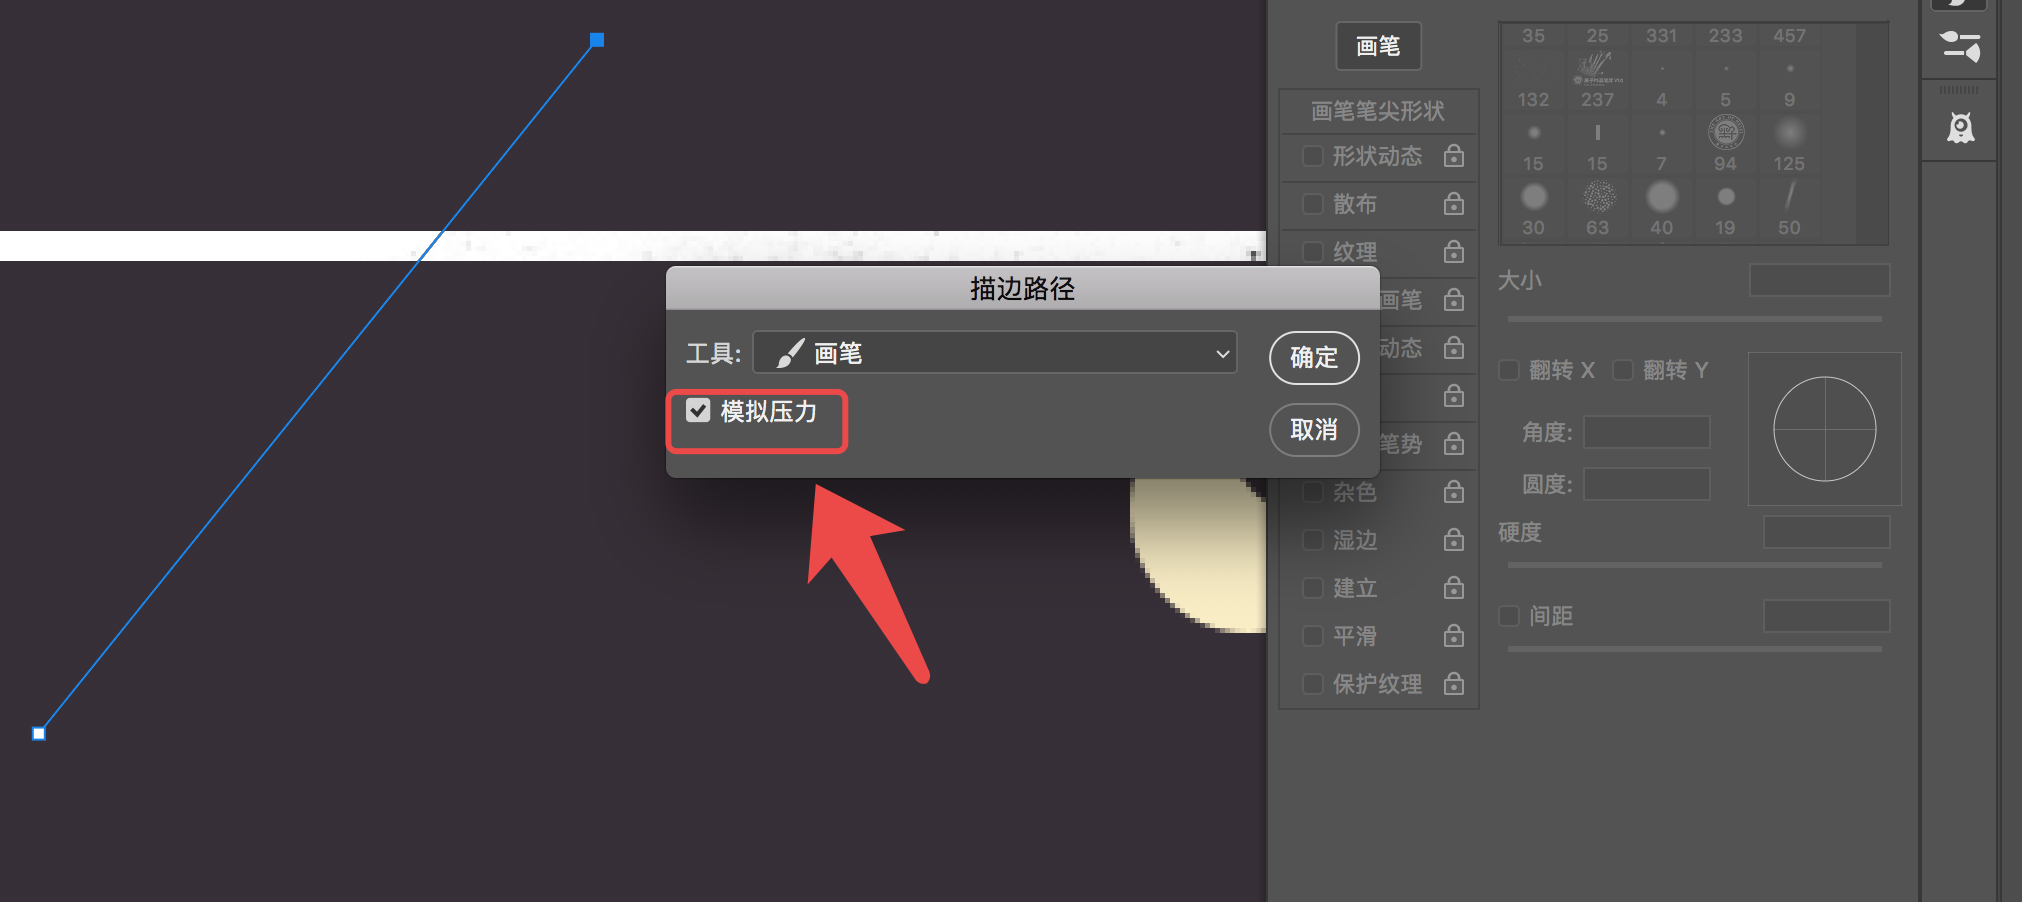 画笔
画笔笔尖形状
形状动态
散布
纹理
画笔
动态
笔势
杂色
湿边
建立
平滑
保护纹理
35 25 331 233 457
132 237 4 5 9
15 15 7 94 125
30 63 40 19 50
大小
翻转 X 翻转 Y
角度:
圆度:
硬度
间距
描边路径
工具: 画笔
模拟压力
确定
取消